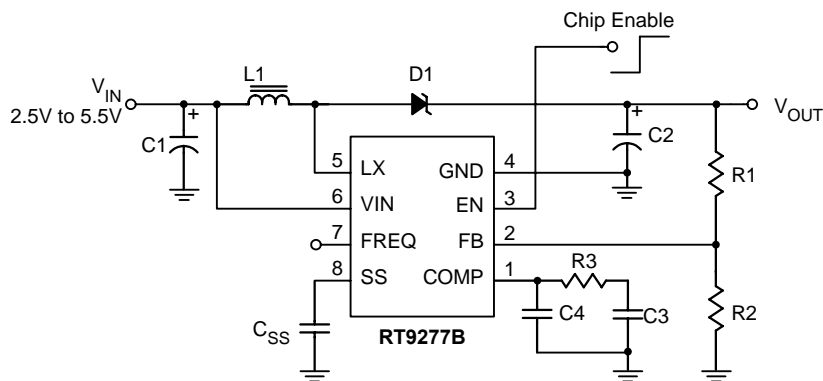 Chip Enable
L1
D1
V_IN
2.5V to 5.5V
+
+
V_OUT
C1
C2
5 LX GND 4
R1
6 VIN EN 3
7 FREQ FB 2
8 SS COMP 1
R3
C_SS
C4
C3
R2
RT9277B